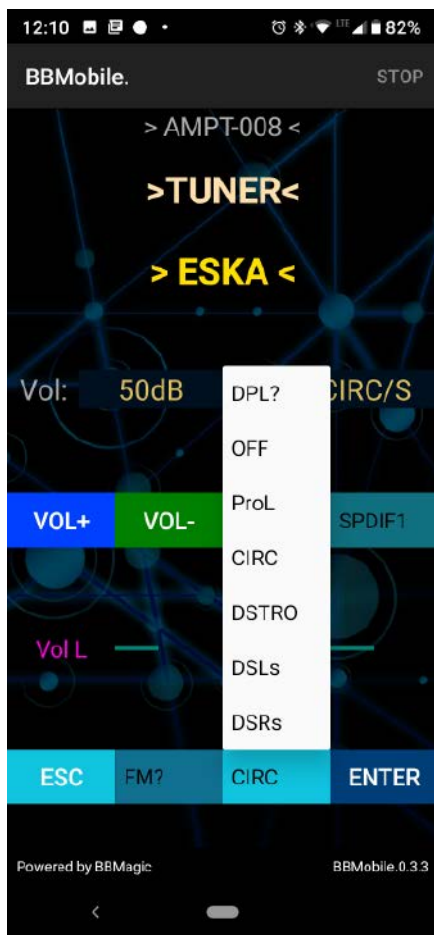 12:10 LTE 82%
BBMobile. STOP
> AMPT-008 <
>TUNER<
> ESKA <
Vol: 50dB CIRC/S
DPL?
OFF
VOL+ VOL- ProL SPDIF1
CIRC
DSTRO
Vol L
DSLs
DSRs
ESC FM? CIRC ENTER
Powered by BBMagic BBMobile.0.3.3